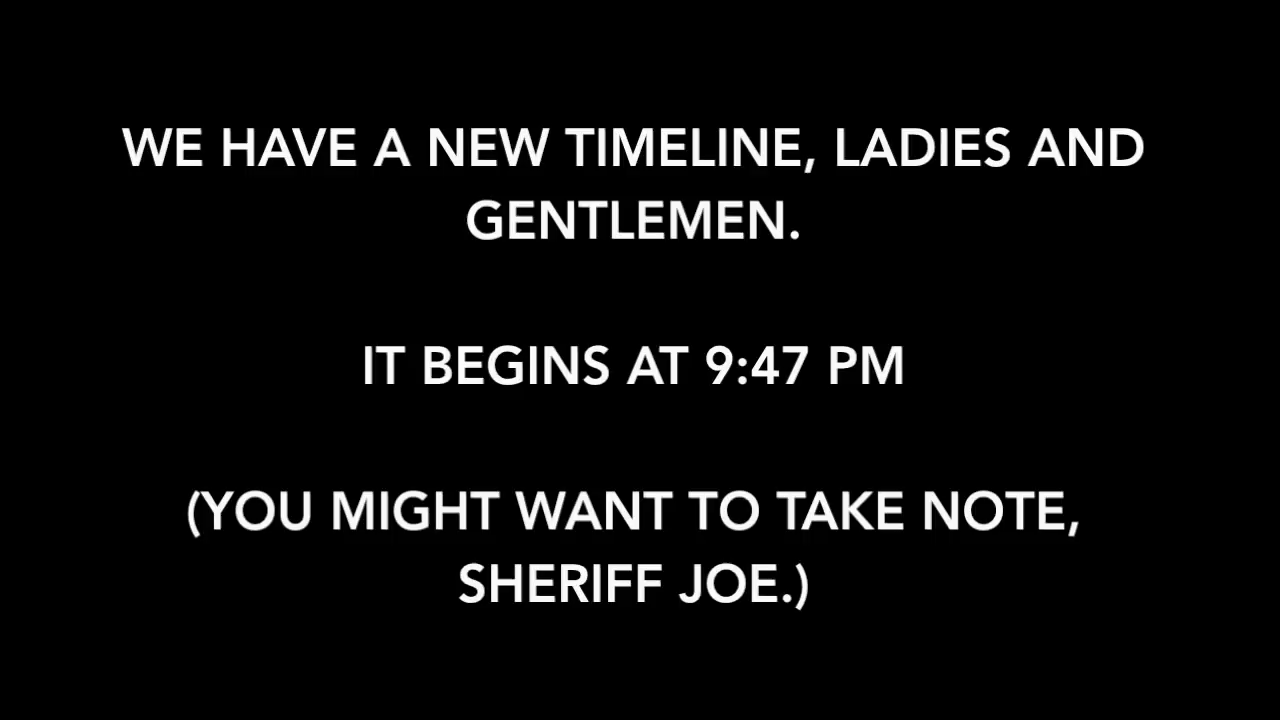 WE HAVE A NEW TIMELINE, LADIES AND
GENTLEMEN.
IT BEGINS AT 9:47 PM
(YOU MIGHT WANT TO TAKE NOTE,
SHERIFF JOE.)